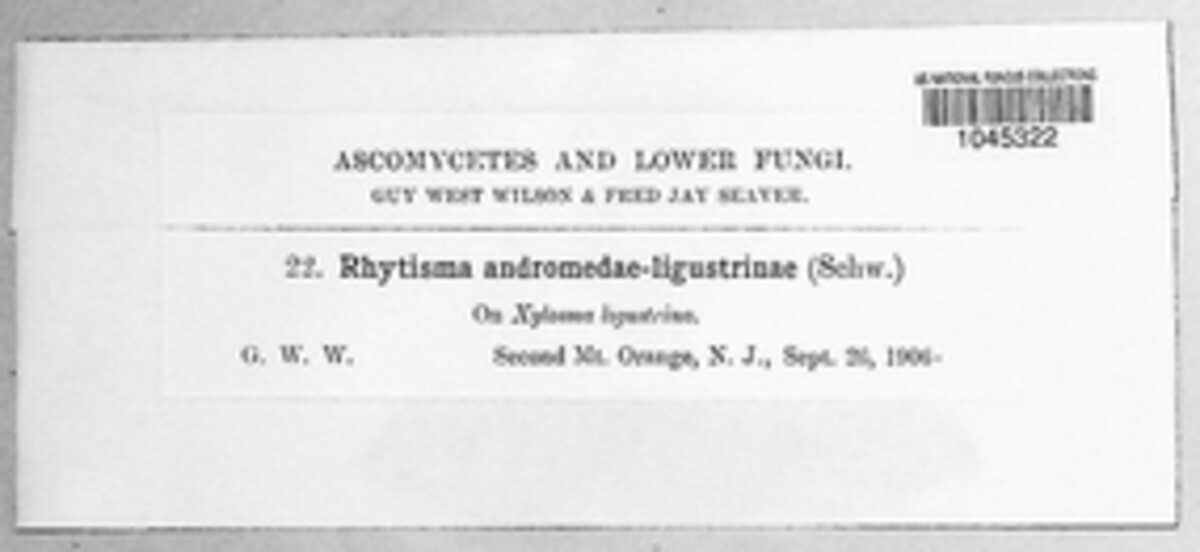 US NATIONAL FUNGUS COLLECTIONS
1045322
ASCOMYCETES AND LOWER FUNGI.
GUY WEST WILSON & FRED JAY SEAVER.
22. Rhytisma andromedae-ligustrinae (Schw.)
On Xylosma ligustrina.
G. W. W. Second Mt. Orange, N. J., Sept. 26, 1906-